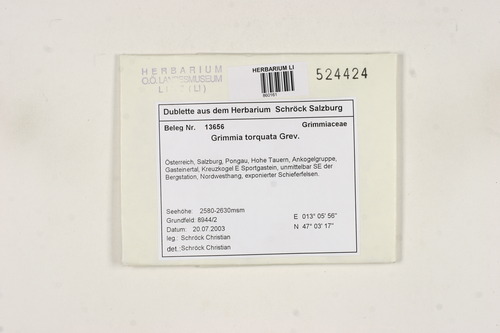 HERBARIUM
O.Ö. LANDESMUSEUM
(LI)
HERBARIUM LI
524424
Dublette aus dem Herbarium Schröck Salzburg
Beleg Nr. 13656 Grimmiaceae
Grimmia torquata Grev.
Österreich, Salzburg, Pongau, Hohe Tauern, Ankogelgruppe,
Gasteinertal, Kreuzkogel E Sportgastein, unmittelbar SE der
Bergstation, Nordwesthang, exponierter Schieferfelsen.
Seehöhe: 2580-2630msm
E 013° 05' 56"
Grundfeld: 8944/2
N 47° 03' 17"
Datum: 20.07.2003
leg.: Schröck Christian
det.: Schröck Christian